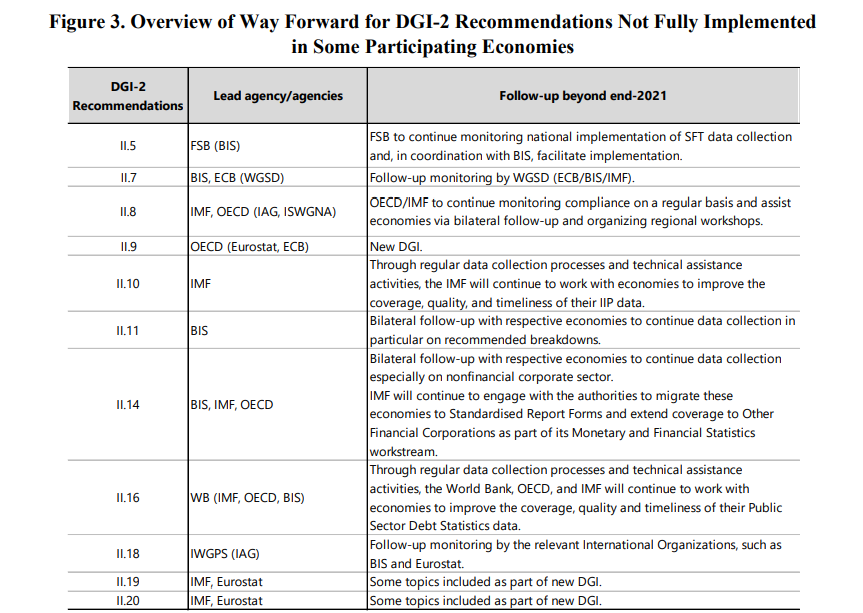 Figure 3. Overview of Way Forward for DGI-2 Recommendations Not Fully Implemented
in Some Participating Economies
DGI-2
Recommendations
Lead agency/agencies
Follow-up beyond end-2021
II.5
FSB (BIS)
FSB to continue monitoring national implementation of SFT data collection
and, in coordination with BIS, facilitate implementation.
II.7
BIS, ECB (WGSD)
Follow-up monitoring by WGSD (ECB/BIS/IMF).
II.8
IMF, OECD (IAG, ISWGNA)
OECD/IMF to continue monitoring compliance on a regular basis and assist
economies via bilateral follow-up and organizing regional workshops.
II.9
OECD (Eurostat, ECB)
New DGI.
II.10
IMF
Through regular data collection processes and technical assistance
activities, the IMF will continue to work with economies to improve the
coverage, quality, and timeliness of their IIP data.
II.11
BIS
Bilateral follow-up with respective economies to continue data collection in
particular on recommended breakdowns.
II.14
BIS, IMF, OECD
Bilateral follow-up with respective economies to continue data collection
especially on nonfinancial corporate sector.
IMF will continue to engage with the authorities to migrate these
economies to Standardised Report Forms and extend coverage to Other
Financial Corporations as part of its Monetary and Financial Statistics
workstream.
II.16
WB (IMF, OECD, BIS)
Through regular data collection processes and technical assistance
activities, the World Bank, OECD, and IMF will continue to work with
economies to improve the coverage, quality and timeliness of their Public
Sector Debt Statistics data.
II.18
IWGPS (IAG)
Follow-up monitoring by the relevant International Organizations, such as
BIS and Eurostat.
II.19
IMF, Eurostat
Some topics included as part of new DGI.
II.20
IMF, Eurostat
Some topics included as part of new DGI.